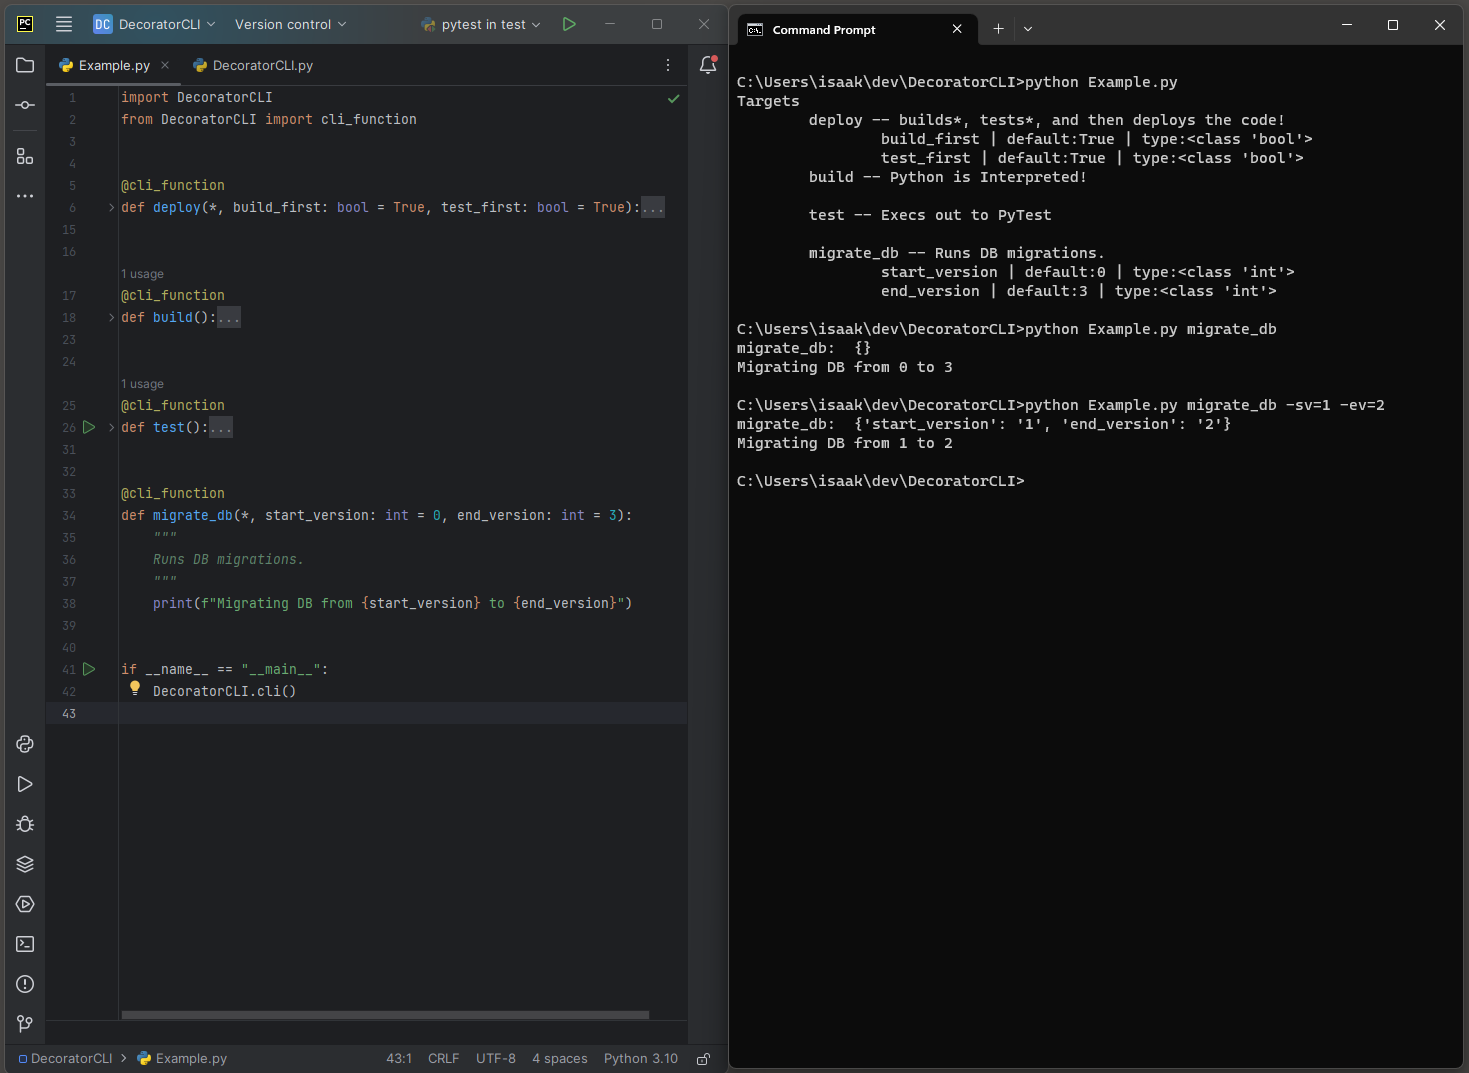 PC
DC DecoratorCLI
Version control
pytest in test
Example.py
DecoratorCLI.py
1 import DecoratorCLI
2 from DecoratorCLI import cli_function
3
4
5 @cli_function
6 def deploy(*, build_first: bool = True, test_first: bool = True):...
15
16
1 usage
17 @cli_function
18 def build():...
23
24
1 usage
25 @cli_function
26 def test():...
31
32
33 @cli_function
34 def migrate_db(*, start_version: int = 0, end_version: int = 3):
35 """
36 Runs DB migrations.
37 """
38 print(f"Migrating DB from {start_version} to {end_version}")
39
40
41 if __name__ == "__main__":
42 DecoratorCLI.cli()
43
DecoratorCLI > Example.py
43:1 CRLF UTF-8 4 spaces Python 3.10
Command Prompt
C:\Users\isaak\dev\DecoratorCLI>python Example.py
Targets
deploy -- builds*, tests*, and then deploys the code!
build_first | default:True | type:<class 'bool'>
test_first | default:True | type:<class 'bool'>
build -- Python is Interpreted!
test -- Execs out to PyTest
migrate_db -- Runs DB migrations.
start_version | default:0 | type:<class 'int'>
end_version | default:3 | type:<class 'int'>
C:\Users\isaak\dev\DecoratorCLI>python Example.py migrate_db
migrate_db:  {}
Migrating DB from 0 to 3
C:\Users\isaak\dev\DecoratorCLI>python Example.py migrate_db -sv=1 -ev=2
migrate_db:  {'start_version': '1', 'end_version': '2'}
Migrating DB from 1 to 2
C:\Users\isaak\dev\DecoratorCLI>